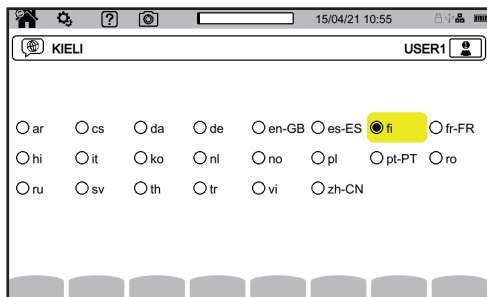 ? 15/04/21 10:55
KIELI USER1
ar cs da de en-GB es-ES fi fr-FR
hi it ko nl no pl pt-PT ro
ru sv th tr vi zh-CN